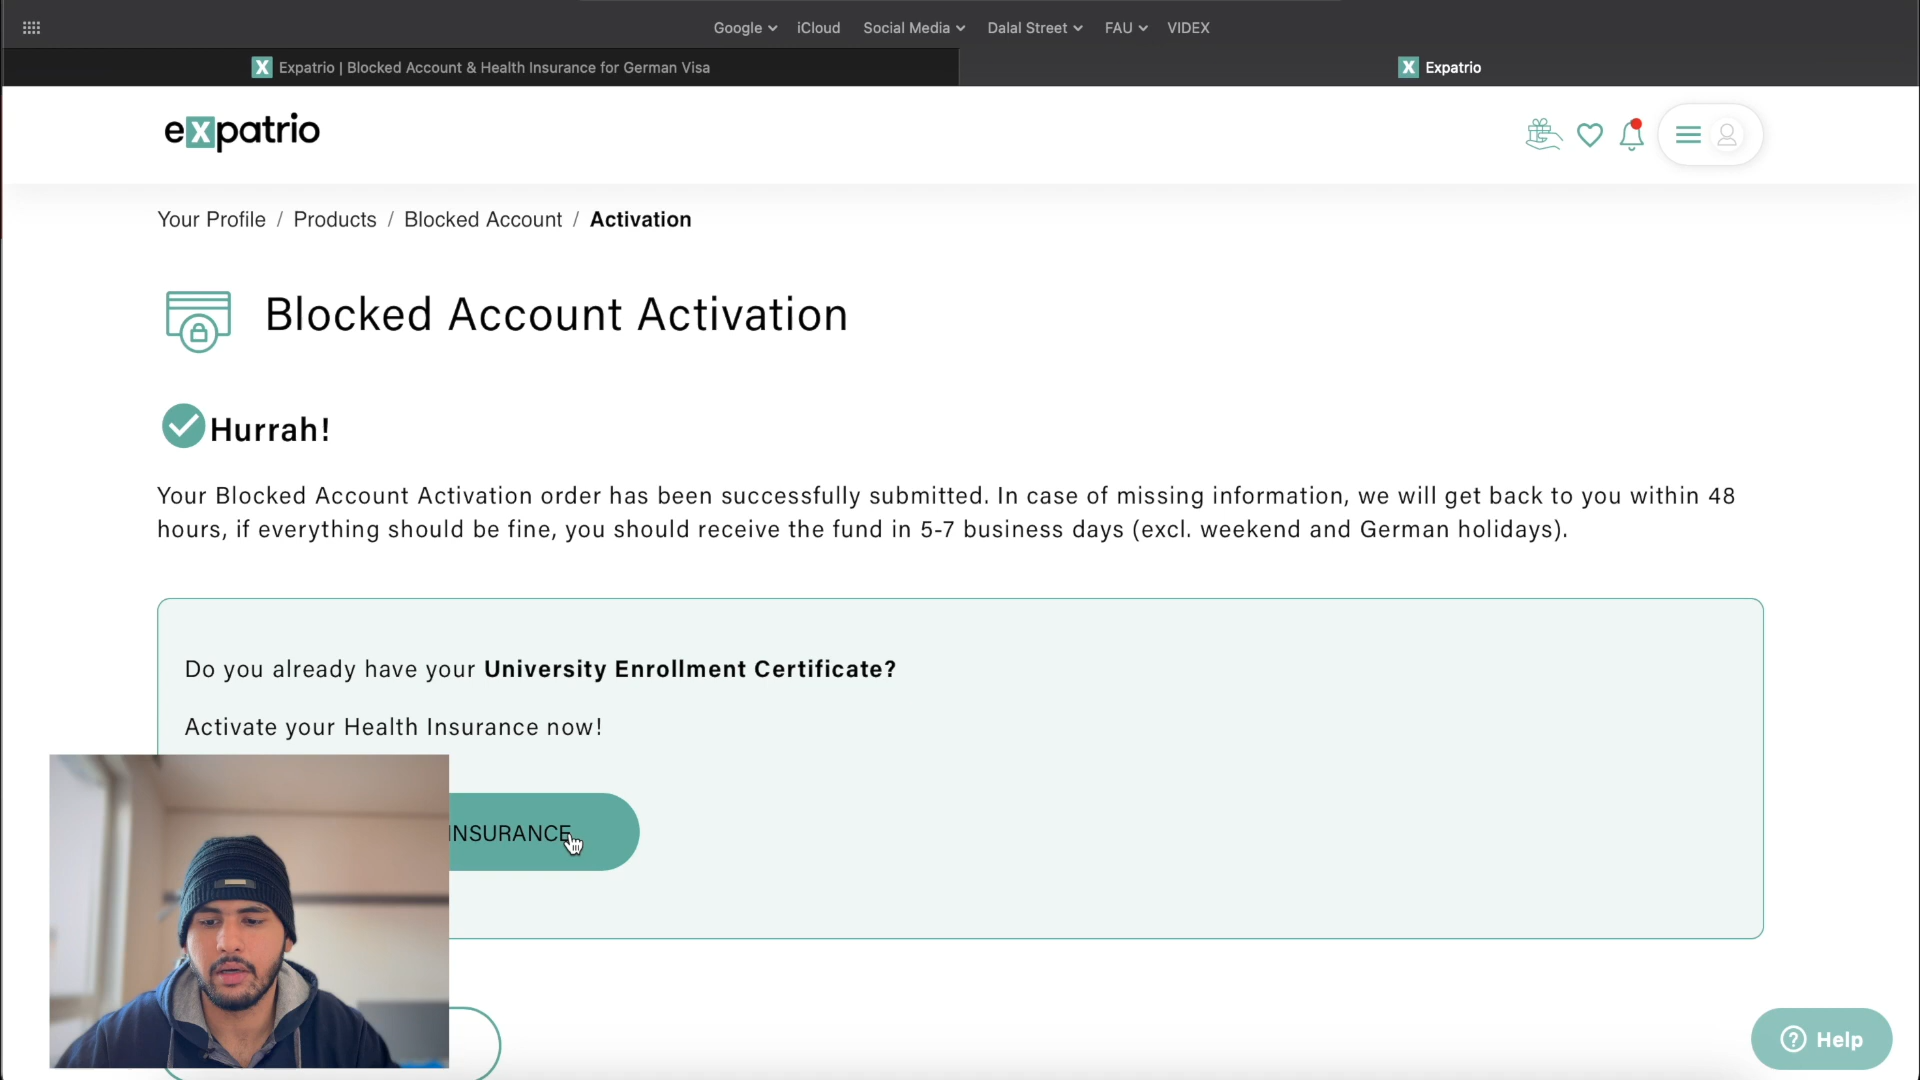 Google iCloud Social Media Dalal Street FAU VIDEX
X Expatrio | Blocked Account & Health Insurance for German Visa
X Expatrio
expatrio
Your Profile / Products / Blocked Account / Activation
Blocked Account Activation
Hurrah!
Your Blocked Account Activation order has been successfully submitted. In case of missing information, we will get back to you within 48
hours, if everything should be fine, you should receive the fund in 5-7 business days (excl. weekend and German holidays).
Do you already have your University Enrollment Certificate?
Activate your Health Insurance now!
INSURANCE
? Help